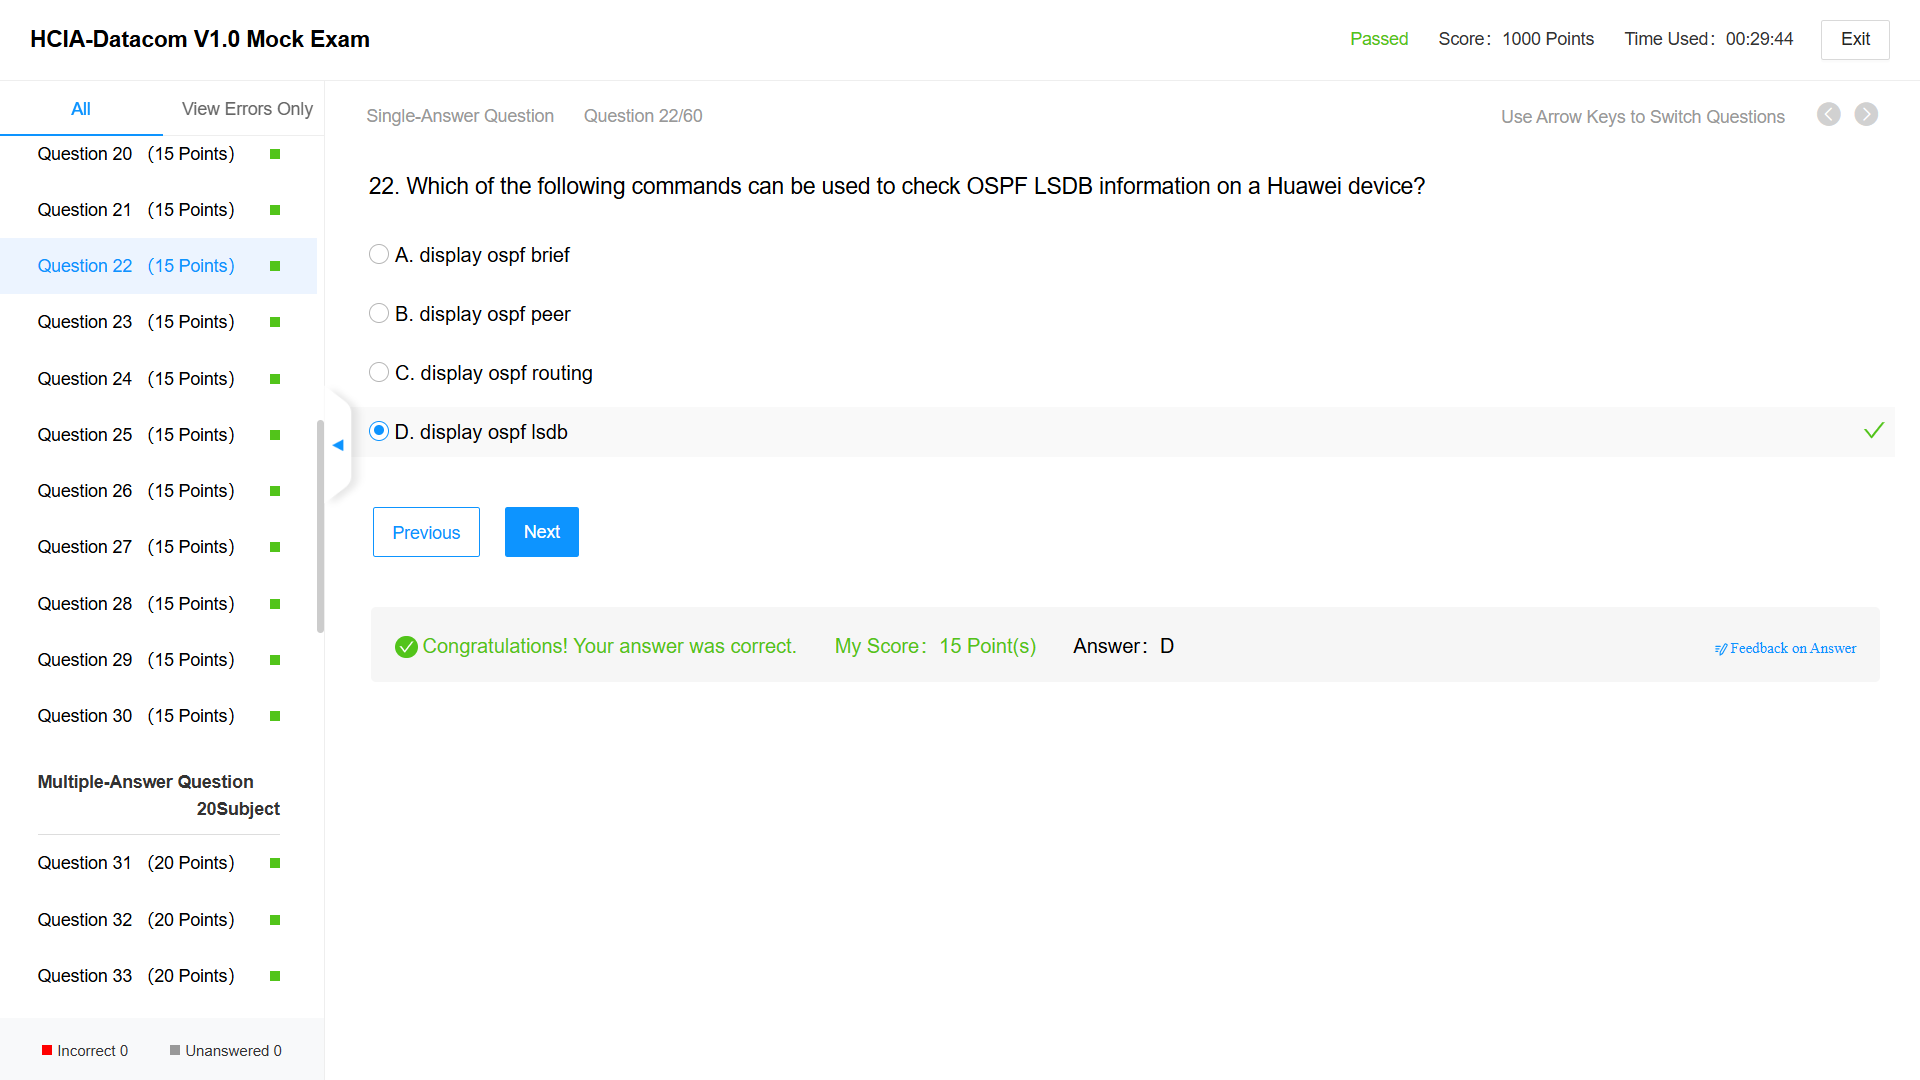 HCIA-Datacom V1.0 Mock Exam
Passed Score: 1000 Points Time Used: 00:29:44 Exit
All View Errors Only
Question 20 (15 Points)
Question 21 (15 Points)
Question 22 (15 Points)
Question 23 (15 Points)
Question 24 (15 Points)
Question 25 (15 Points)
Question 26 (15 Points)
Question 27 (15 Points)
Question 28 (15 Points)
Question 29 (15 Points)
Question 30 (15 Points)
Multiple-Answer Question
20Subject
Question 31 (20 Points)
Question 32 (20 Points)
Question 33 (20 Points)
Incorrect 0 Unanswered 0
Single-Answer Question Question 22/60 Use Arrow Keys to Switch Questions
22. Which of the following commands can be used to check OSPF LSDB information on a Huawei device?
A. display ospf brief
B. display ospf peer
C. display ospf routing
D. display ospf lsdb
Previous Next
Congratulations! Your answer was correct. My Score: 15 Point(s) Answer: D Feedback on Answer